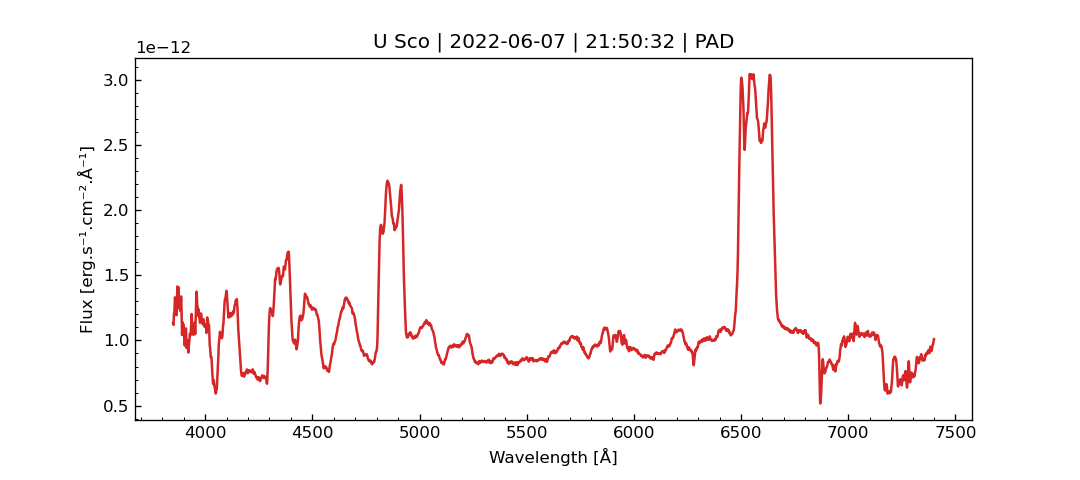 U Sco | 2022-06-07 | 21:50:32 | PAD
1e−12
3.0
2.5
2.0
1.5
1.0
0.5
Flux [erg.s⁻¹.cm⁻².Å⁻¹]
4000 4500 5000 5500 6000 6500 7000 7500
Wavelength [Å]